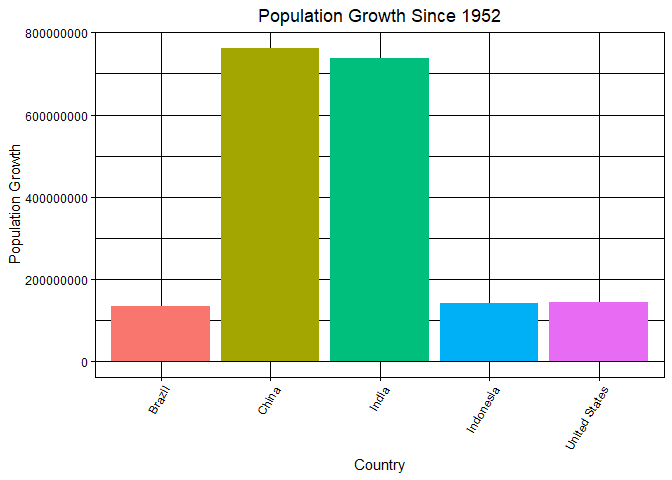 Population Growth Since 1952
Population Growth
800000000
600000000
400000000
200000000
0
Brazil
China
India
Indonesia
United States
Country